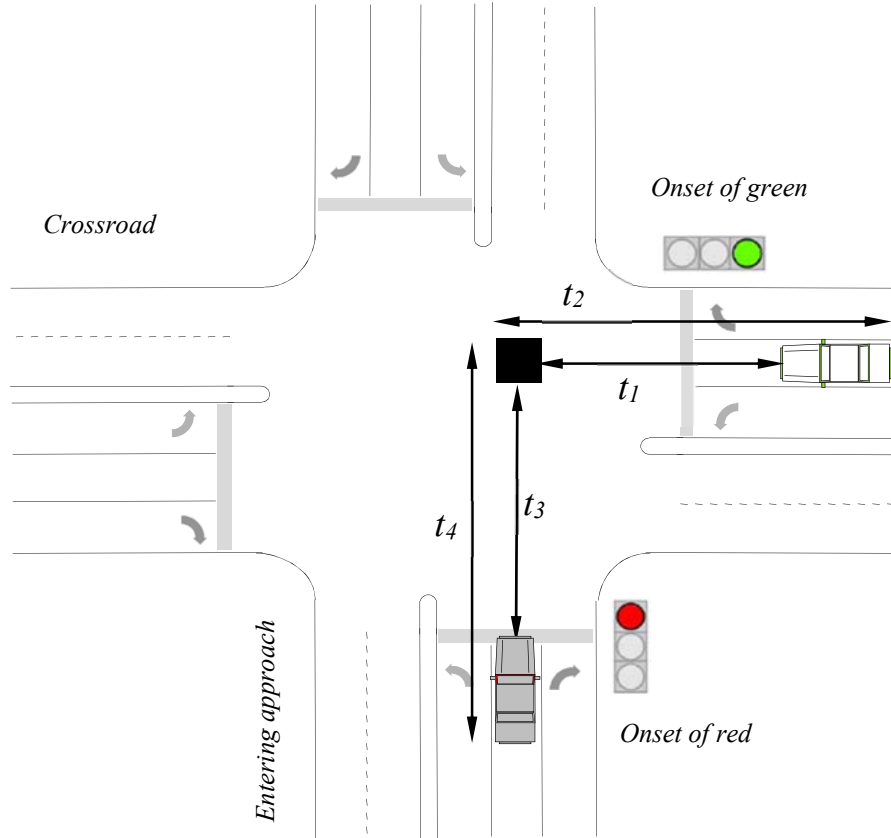 Onset of green
Crossroad
t2
t1
t3
t4
Entering approach
Onset of red